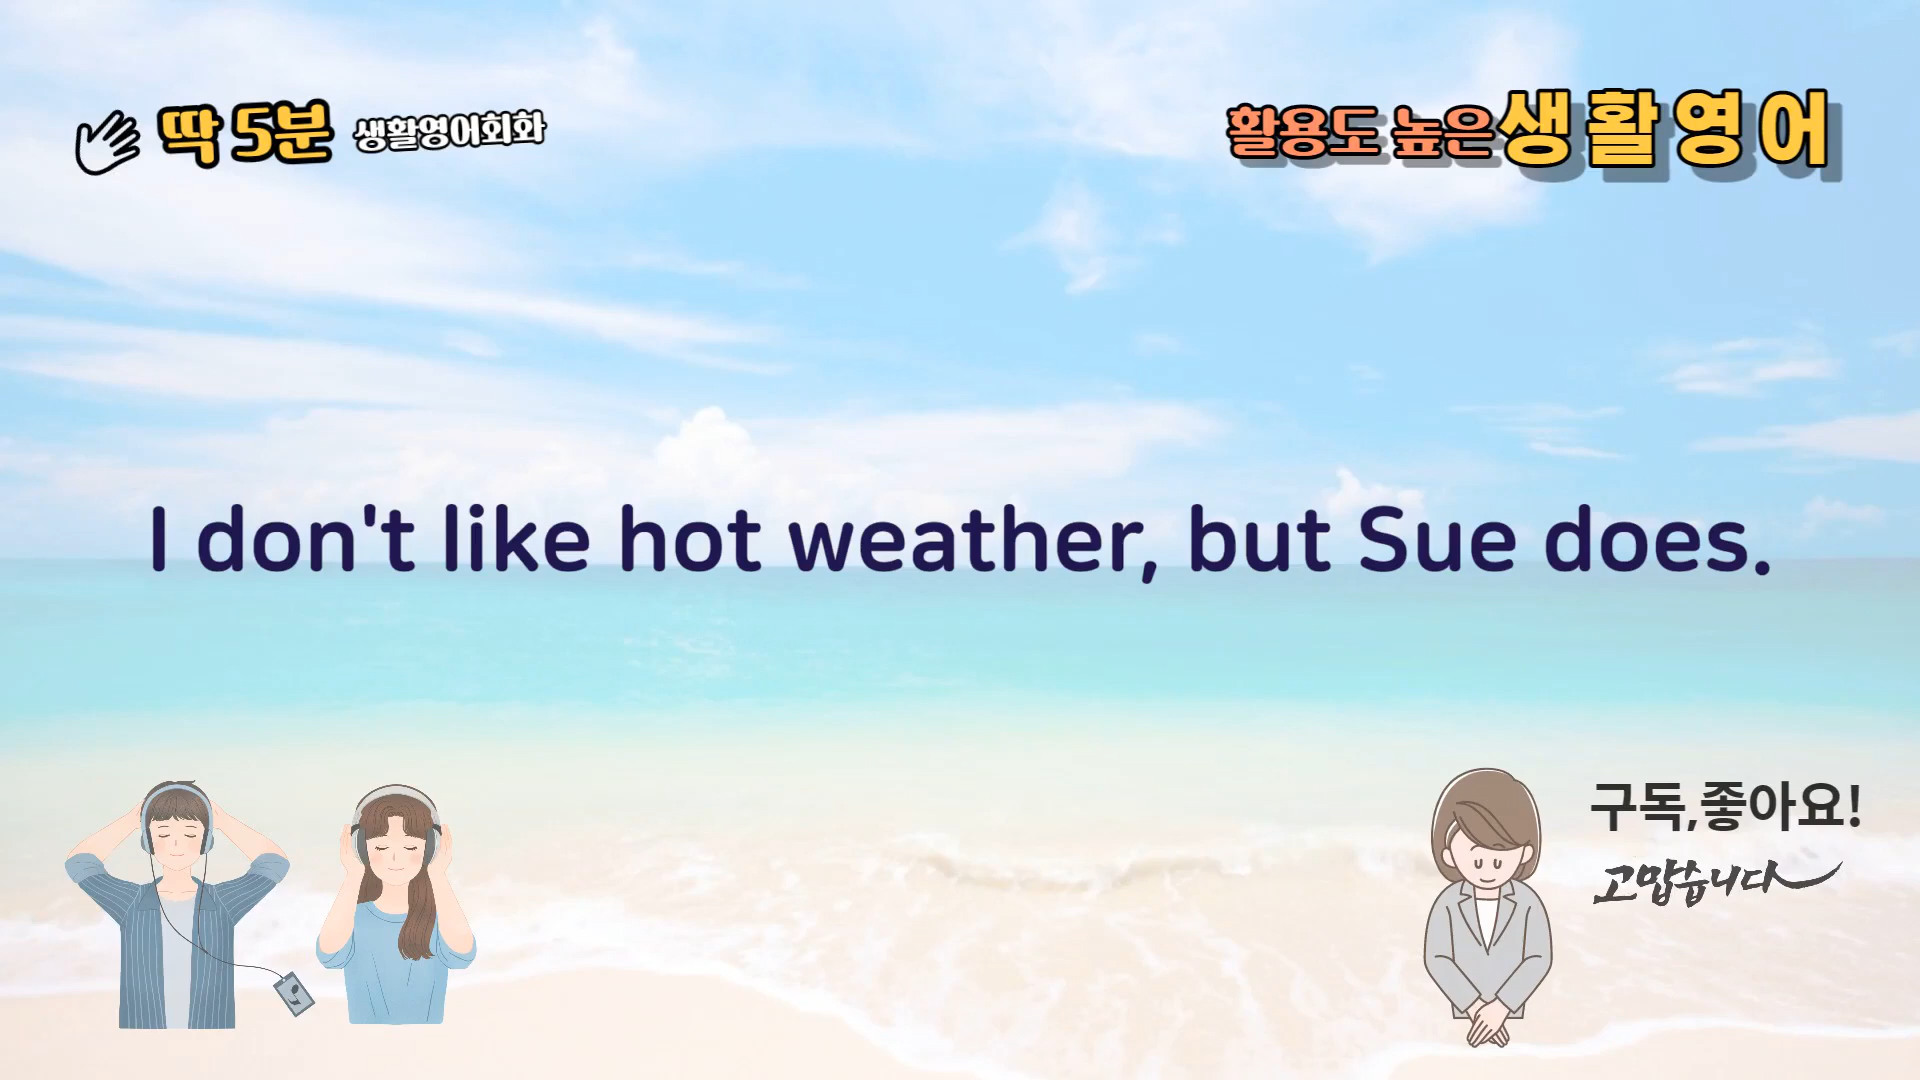 딱 5분 생활영어회화
활용도 높은 생활영어
I don't like hot weather, but Sue does.
구독,좋아요!
고맙습니다